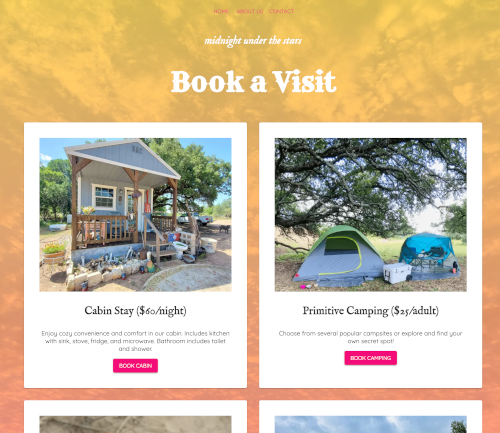 HOME ABOUT US CONTACT
midnight under the stars
Book a Visit
Cabin Stay ($60/night)
Primitive Camping ($25/adult)
Enjoy cozy convenience and comfort in our cabin. Includes kitchen
with sink, stove, fridge, and microwave. Bathroom includes toilet
and shower.
Choose from several popular campsites or explore and find your
own secret spot!
BOOK CABIN
BOOK CAMPING